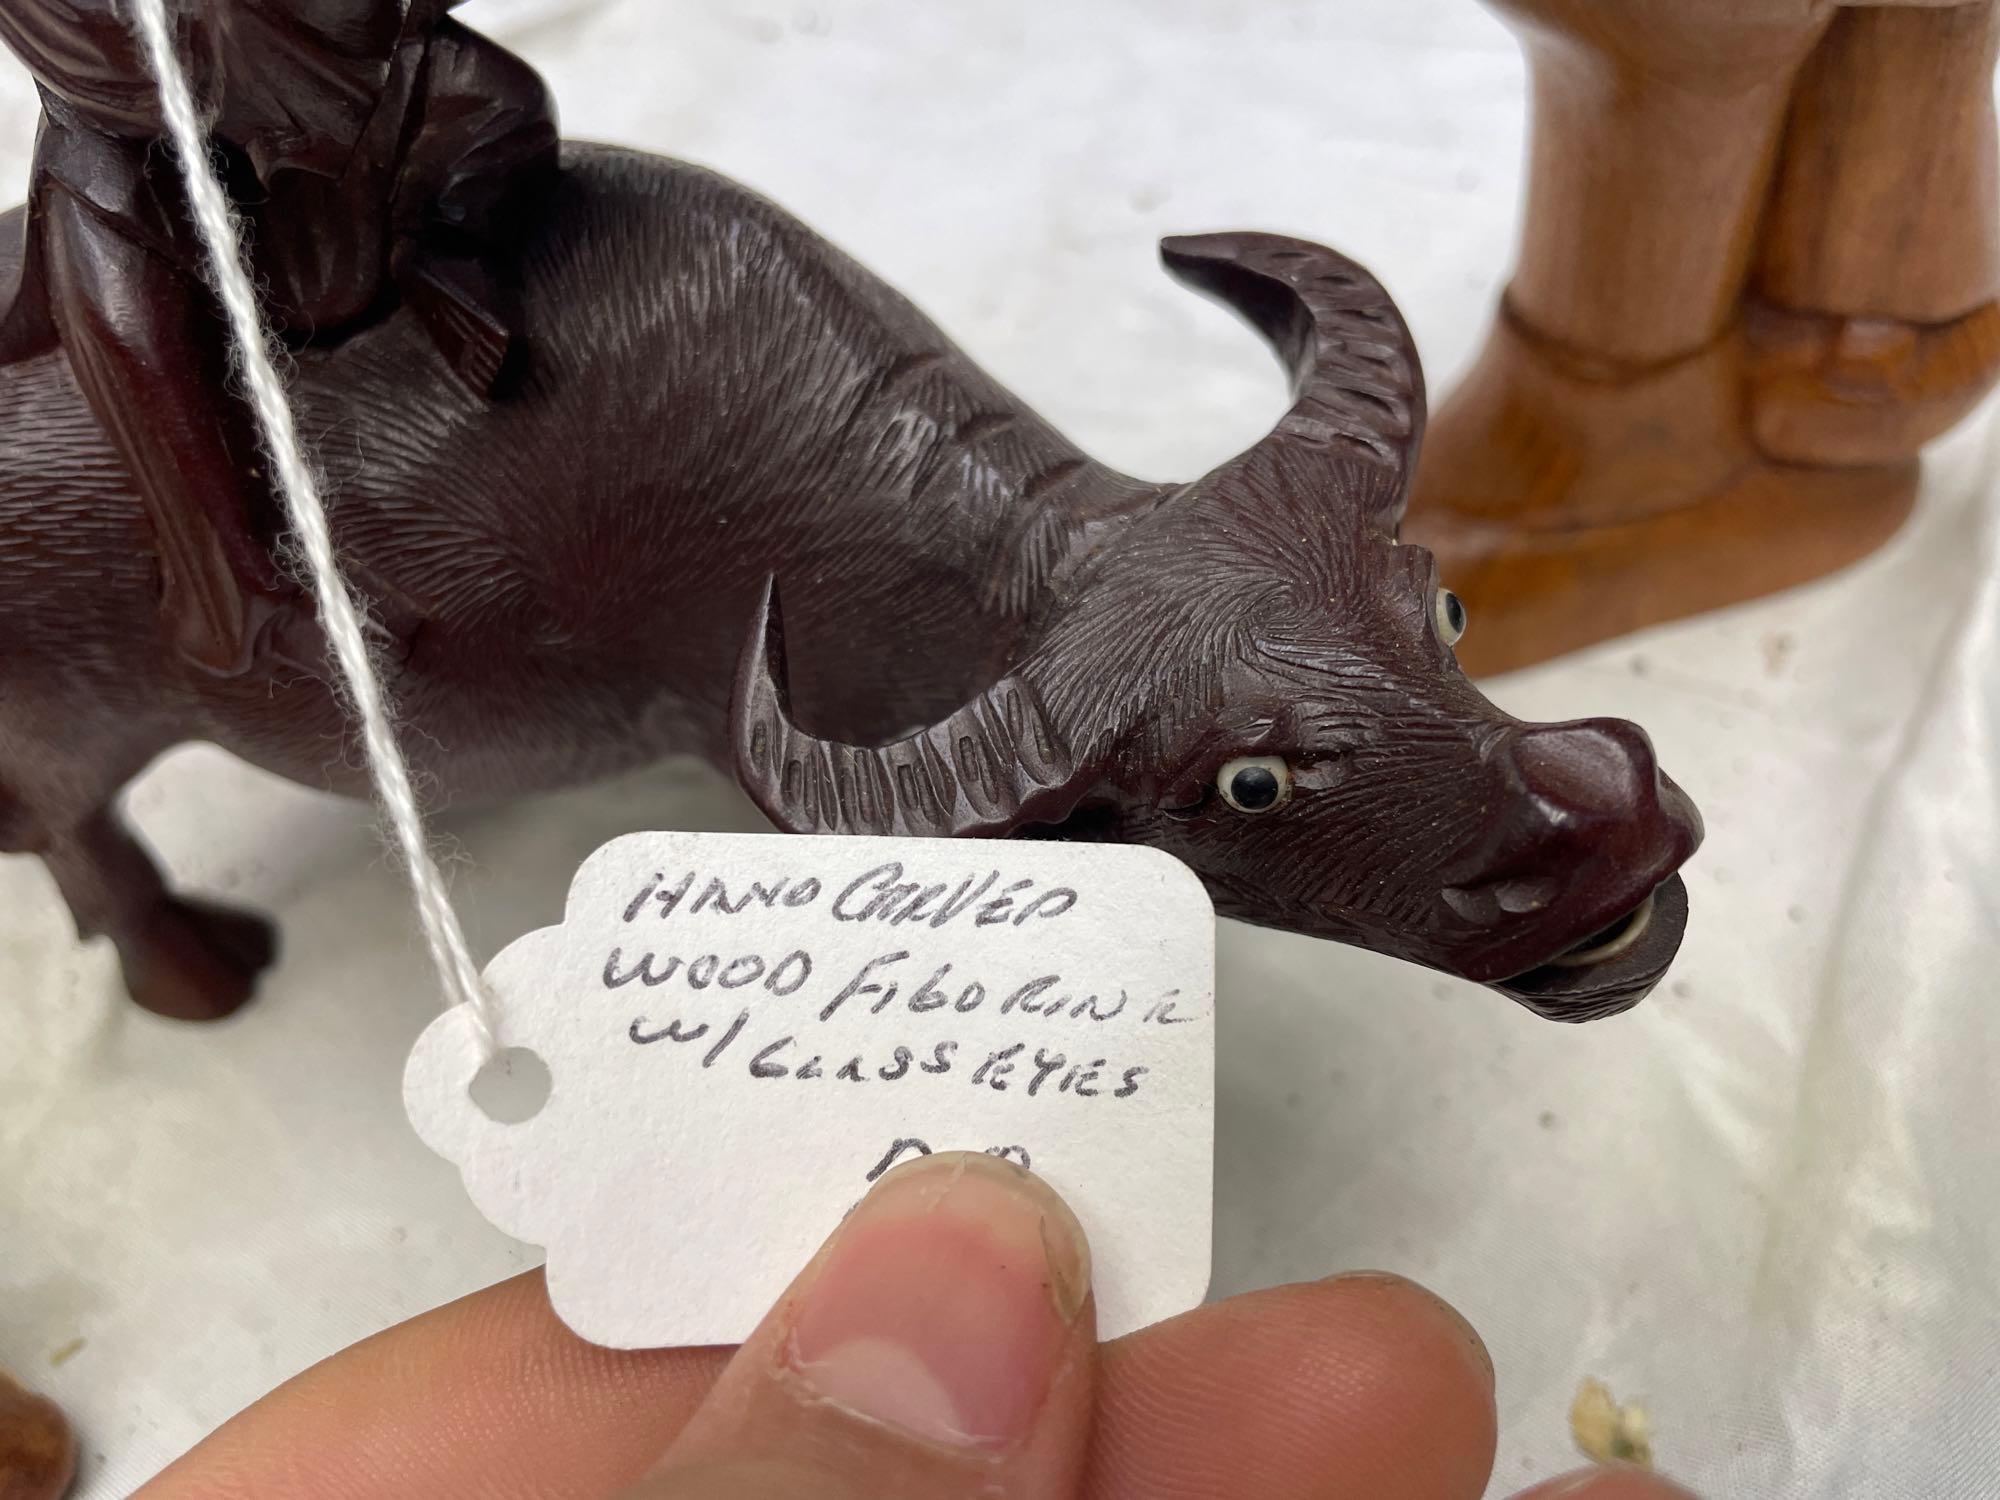 HAND CARVED
WOOD FIGURINE
W/ GLASS EYES